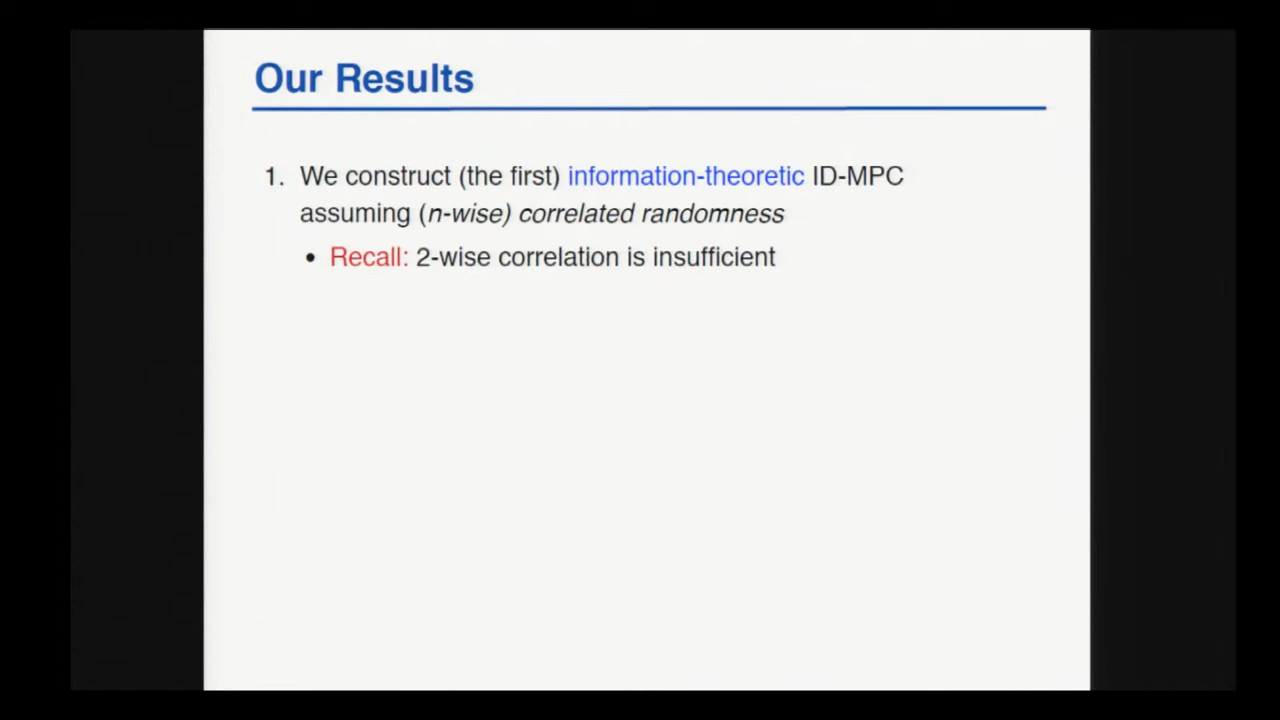 Our Results
1. We construct (the first) information-theoretic ID-MPC
assuming (n-wise) correlated randomness
• Recall: 2-wise correlation is insufficient